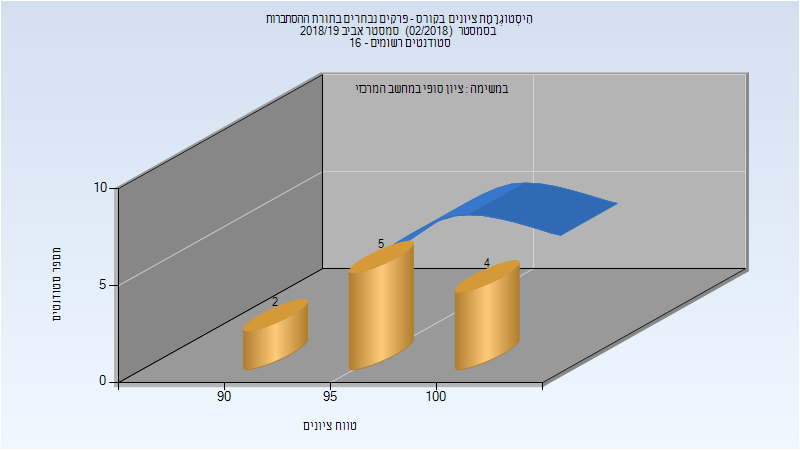 היסטוגרמת ציונים בקורס - פרקים נבחרים בתורת ההסתברות
בסמסטר (02/2018) סמסטר אביב 2018/19
סטודנטים רשומים - 16
במשימה : ציון סופי במחשב המרכזי
מספר סטודנטים
10
5
0
2
5
4
90
95
100
טווח ציונים